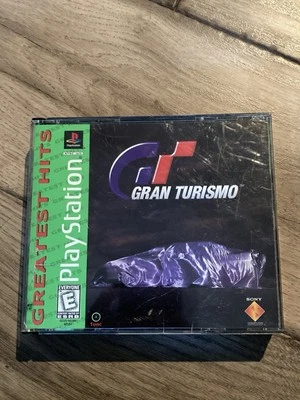 GREATEST HITS
PlayStation
GT
GRAN TURISMO
EVERYONE
E
ESRB
SONY